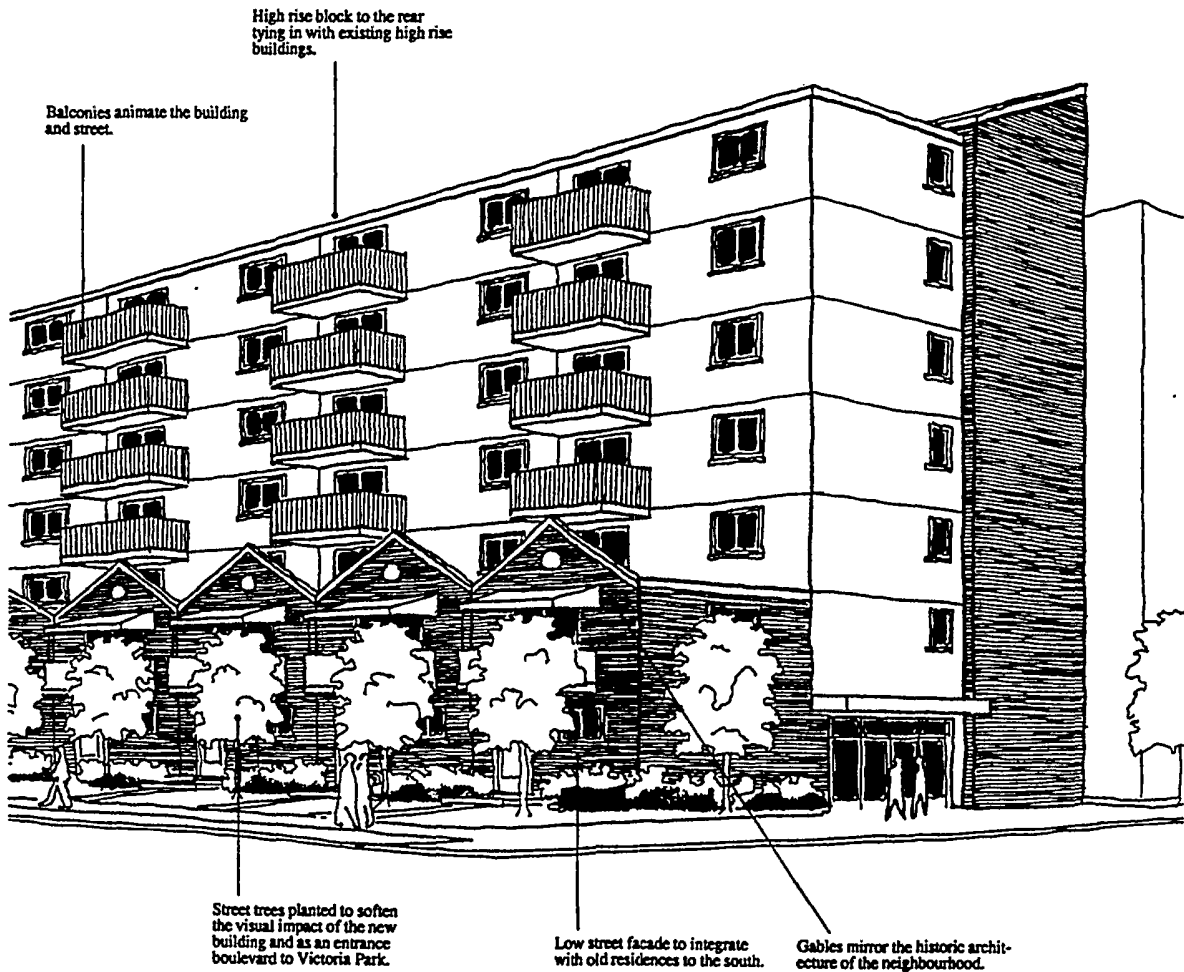 High rise block to the rear
tying in with existing high rise
buildings.
Balconies animate the building
and street.
Street trees planted to soften
the visual impact of the new
building and as an entrance
boulevard to Victoria Park.
Low street facade to integrate
with old residences to the south.
Gables mirror the historic archit-
ecture of the neighbourhood.